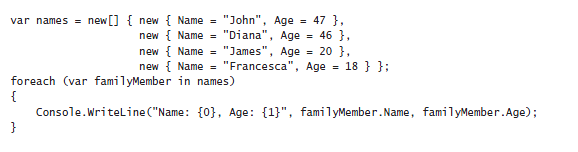 var names = new[] { new { Name = "John", Age = 47 },
                    new { Name = "Diana", Age = 46 },
                    new { Name = "James", Age = 20 },
                    new { Name = "Francesca", Age = 18 } };
foreach (var familyMember in names)
{
    Console.WriteLine("Name: {0}, Age: {1}", familyMember.Name, familyMember.Age);
}